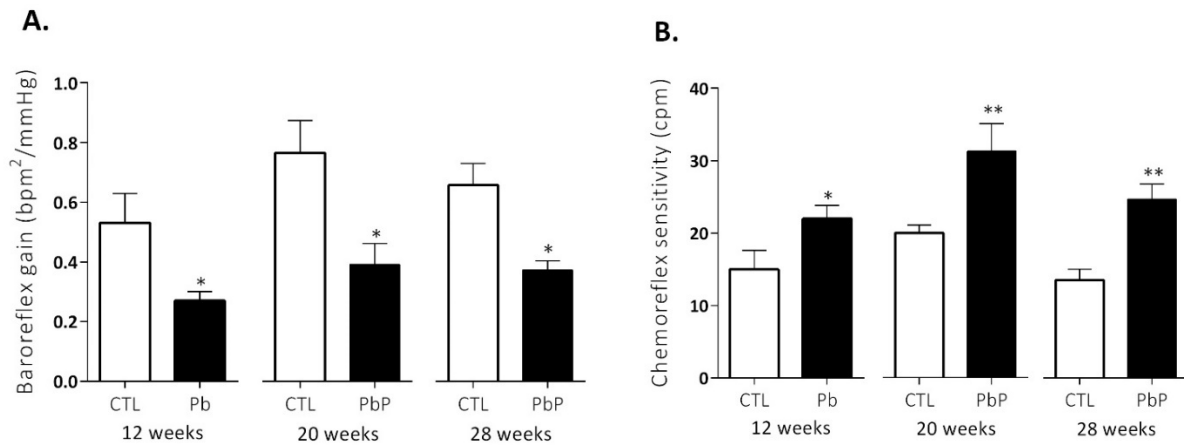 A.
Baroreflex gain (bpm²/mmHg)
1.0
0.8
0.6
0.4
0.2
0.0
* * *
CTL Pb CTL PbP CTL PbP
12 weeks 20 weeks 28 weeks
B.
Chemoreflex sensitivity (cpm)
40
30
20
10
0
* ** **
CTL Pb CTL PbP CTL PbP
12 weeks 20 weeks 28 weeks